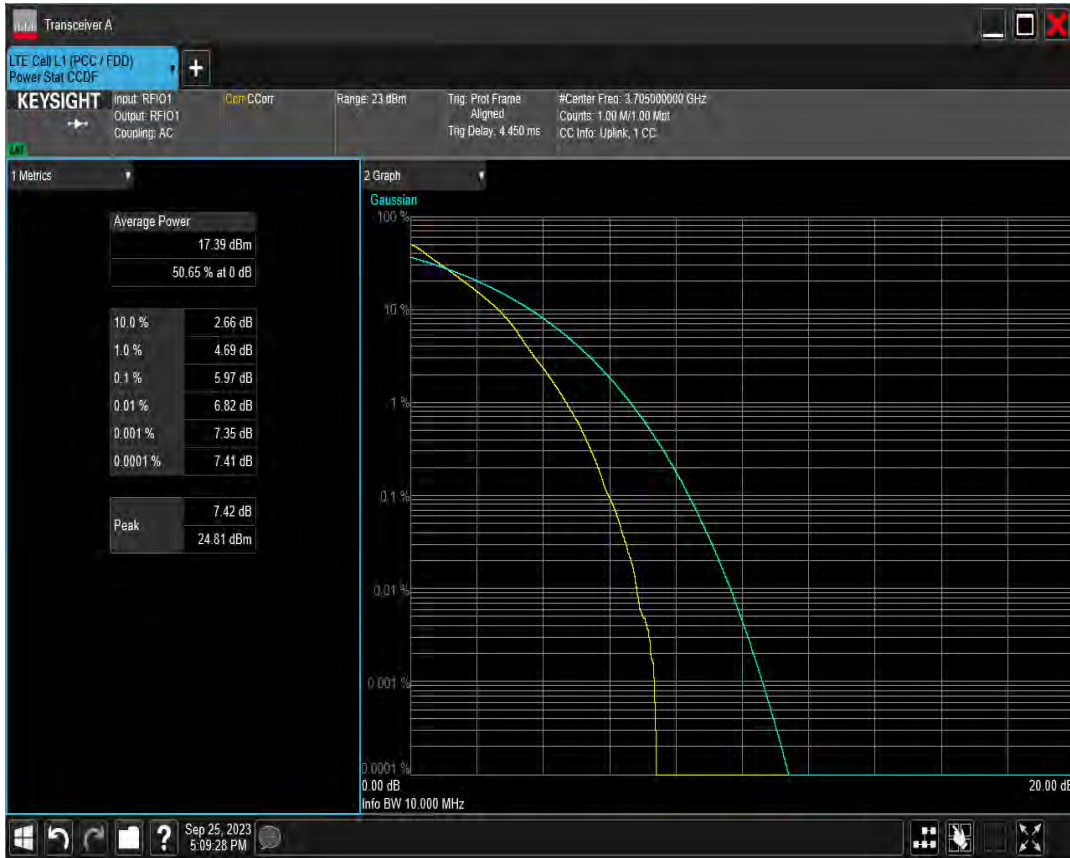 Transceiver A
LTE Cell L1 (PCC / FDD)
Power Stat CCDF
+
KEYSIGHT
Input: RFIO1
Output: RFIO1
Coupling: AC
Corr CCorr
Range: 23 dBm
Trig: Prot Frame
Aligned
Trig Delay: 4.450 ms
#Center Freq: 3.705000000 GHz
Counts: 1.00 M/1.00 Mpt
CC Info: Uplink, 1 CC
1 Metrics
Average Power
17.39 dBm
50.65 % at 0 dB
10.0 % 2.66 dB
1.0 % 4.69 dB
0.1 % 5.97 dB
0.01 % 6.82 dB
0.001 % 7.35 dB
0.0001 % 7.41 dB
Peak
7.42 dB
24.81 dBm
2 Graph
Gaussian
100 %
10 %
1 %
0.1 %
0.01 %
0.001 %
0.0001 %
0.00 dB
20.00 dB
Info BW 10.000 MHz
?
Sep 25, 2023
5:09:28 PM